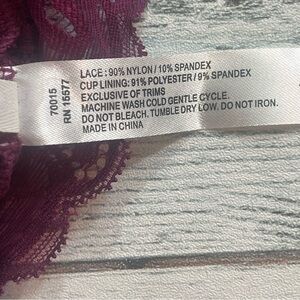 70015
RN 15577
LACE: 90% NYLON / 10% SPANDEX
CUP LINING: 91% POLYESTER / 9% SPANDEX
EXCLUSIVE OF TRIMS
MACHINE WASH COLD GENTLE CYCLE.
DO NOT BLEACH. TUMBLE DRY LOW. DO NOT IRON.
MADE IN CHINA